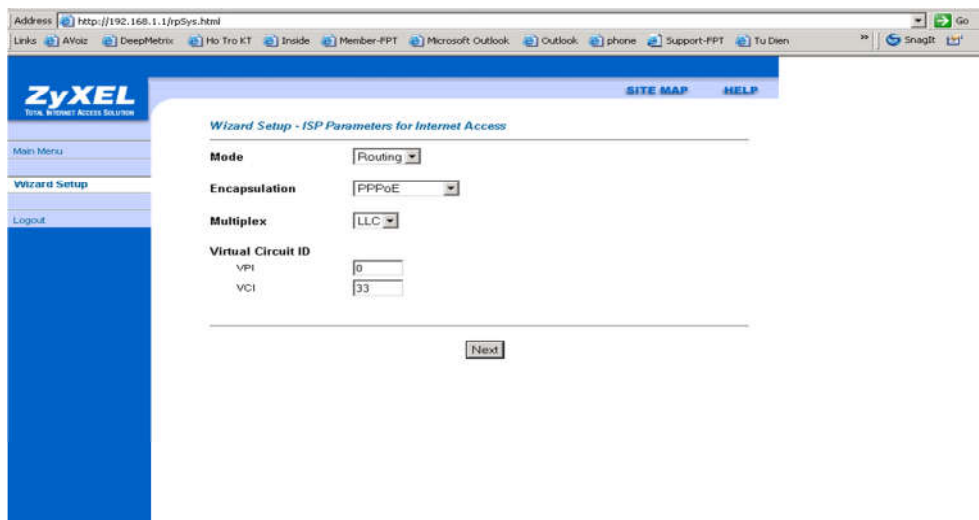 Address http://192.168.1.1/rpSys.html Go
Links AVoiz DeepMetrix Ho Tro KT Inside Member-FPT Microsoft Outlook Outlook phone Support-FPT Tu Dien » SnagIt
ZyXEL
TOTAL INTERNET ACCESS SOLUTION
SITE MAP HELP
Main Menu
Wizard Setup
Logout
Wizard Setup - ISP Parameters for Internet Access
Mode Routing
Encapsulation PPPoE
Multiplex LLC
Virtual Circuit ID
VPI 0
VCI 33
Next